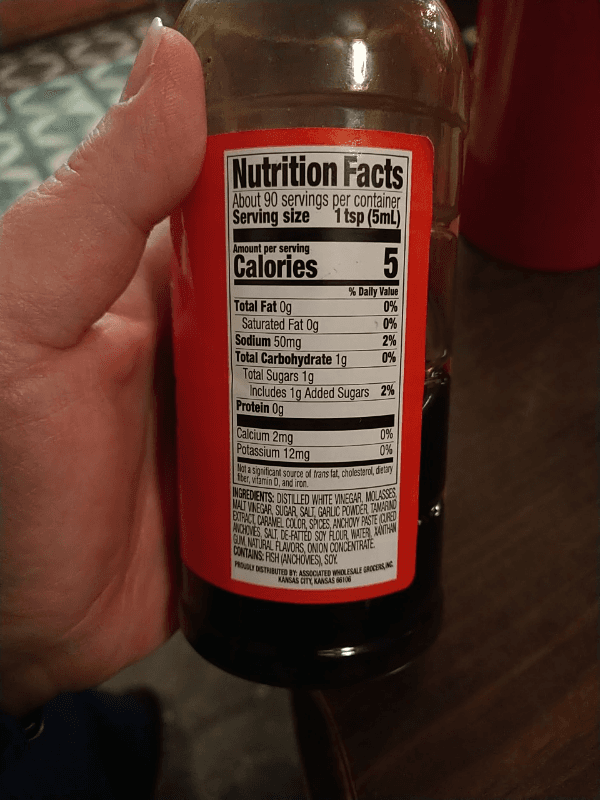 Nutrition Facts
About 90 servings per container
Serving size 1 tsp (5mL)
Amount per serving
Calories 5
% Daily Value
Total Fat 0g 0%
Saturated Fat 0g 0%
Sodium 50mg 2%
Total Carbohydrate 1g 0%
Total Sugars 1g
Includes 1g Added Sugars 2%
Protein 0g
Calcium 2mg 0%
Potassium 12mg 0%
Not a significant source of trans fat, cholesterol, dietary
fiber, vitamin D, and iron.
INGREDIENTS: DISTILLED WHITE VINEGAR, MOLASSES,
MALT VINEGAR, SUGAR, SALT, GARLIC POWDER, TAMARIND
EXTRACT, CARAMEL COLOR, SPICES, ANCHOVY PASTE (CURED
ANCHOVIES, SALT, DE-FATTED SOY FLOUR, WATER), XANTHAN
GUM, NATURAL FLAVORS, ONION CONCENTRATE.
CONTAINS: FISH (ANCHOVIES), SOY.
PROUDLY DISTRIBUTED BY: ASSOCIATED WHOLESALE GROCERS, INC.
KANSAS CITY, KANSAS 66106